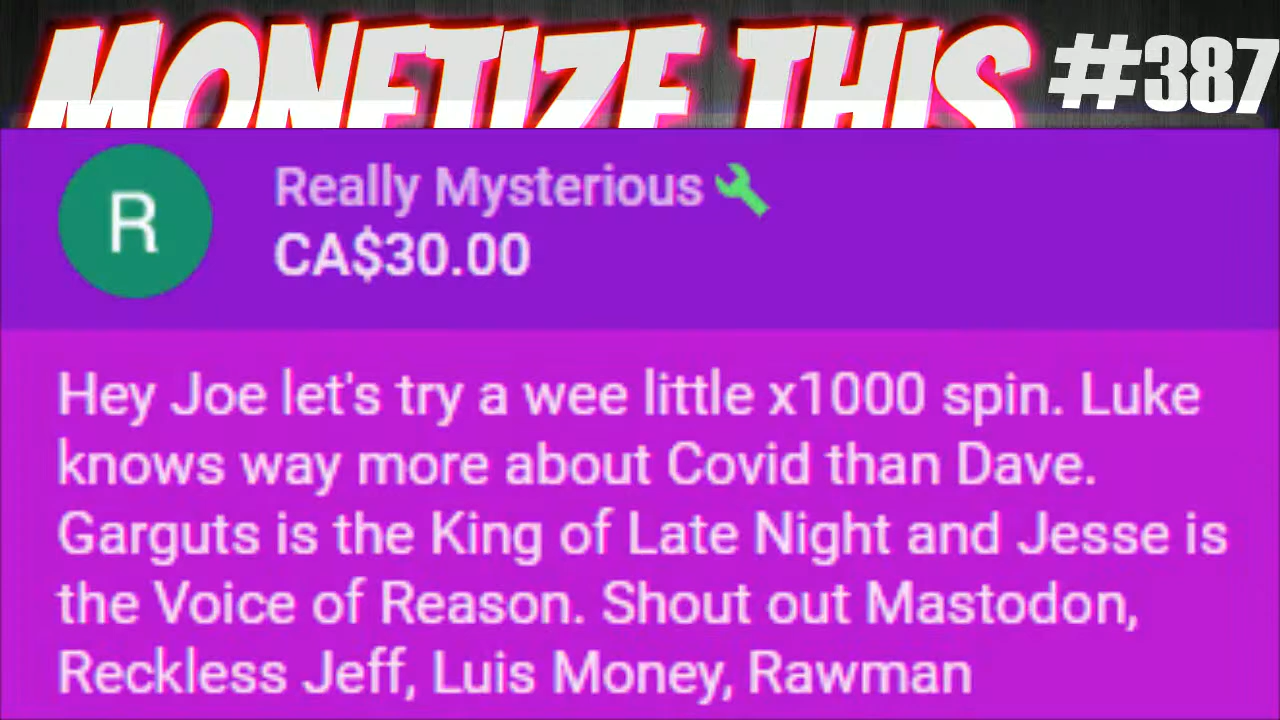 MONETIZE THIS #387
R
Really Mysterious
CA$30.00
Hey Joe let's try a wee little x1000 spin. Luke
knows way more about Covid than Dave.
Garguts is the King of Late Night and Jesse is
the Voice of Reason. Shout out Mastodon,
Reckless Jeff, Luis Money, Rawman